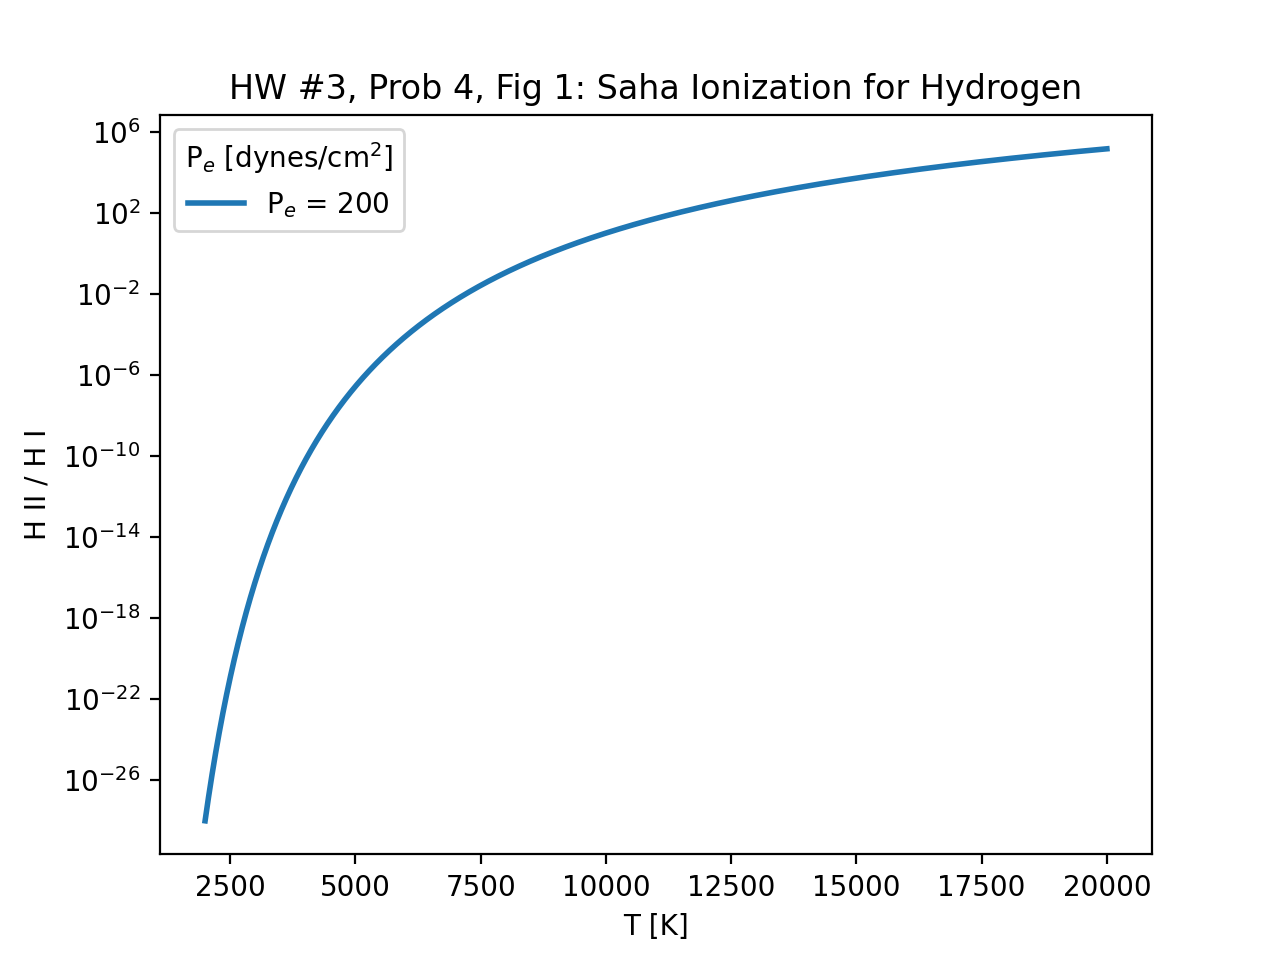 HW #3, Prob 4, Fig 1: Saha Ionization for Hydrogen
P_e [dynes/cm^2]
P_e = 200
10^6
10^2
10^−2
10^−6
10^−10
10^−14
10^−18
10^−22
10^−26
H II / H I
2500 5000 7500 10000 12500 15000 17500 20000
T [K]